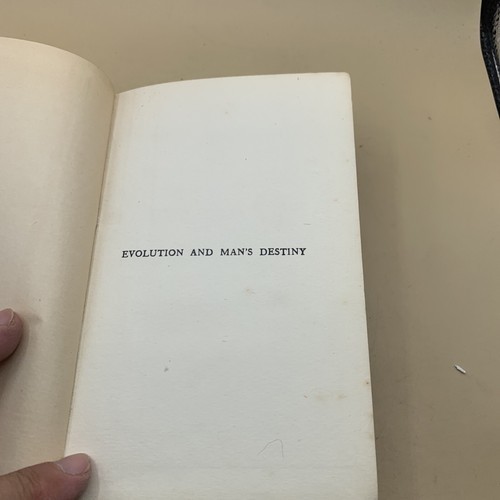 EVOLUTION AND MAN'S DESTINY